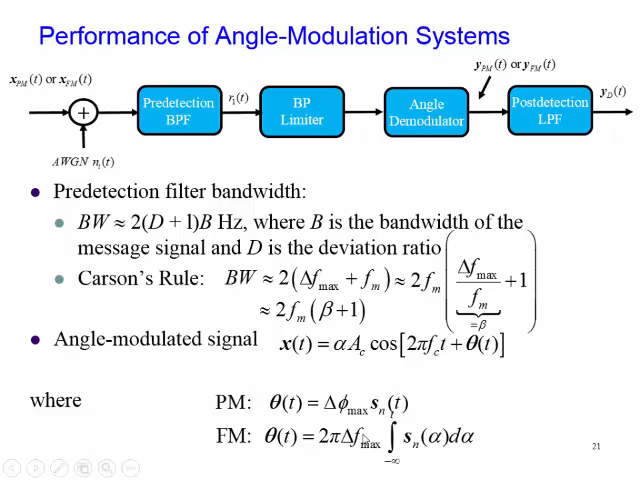 Performance of Angle-Modulation Systems
y_PM(t) or y_FM(t)
x_PM(t) or x_FM(t)
Predetection BPF
r_1(t)
BP Limiter
Angle Demodulator
Postdetection LPF
y_D(t)
+
AWGN n_i(t)
• Predetection filter bandwidth:
• BW ≈ 2(D + 1)B Hz, where B is the bandwidth of the
message signal and D is the deviation ratio
• Carson's Rule: BW ≈ 2(Δf_max + f_m) ≈ 2f_m (Δf_max / f_m + 1)
=β
≈ 2f_m(β+1)
• Angle-modulated signal x(t) = αA_c cos[2πf_c t + θ(t)]
where PM: θ(t) = Δϕ_max s_n(t)
FM: θ(t) = 2πΔf_max ∫_{-∞}^{t} s_n(α)dα
21